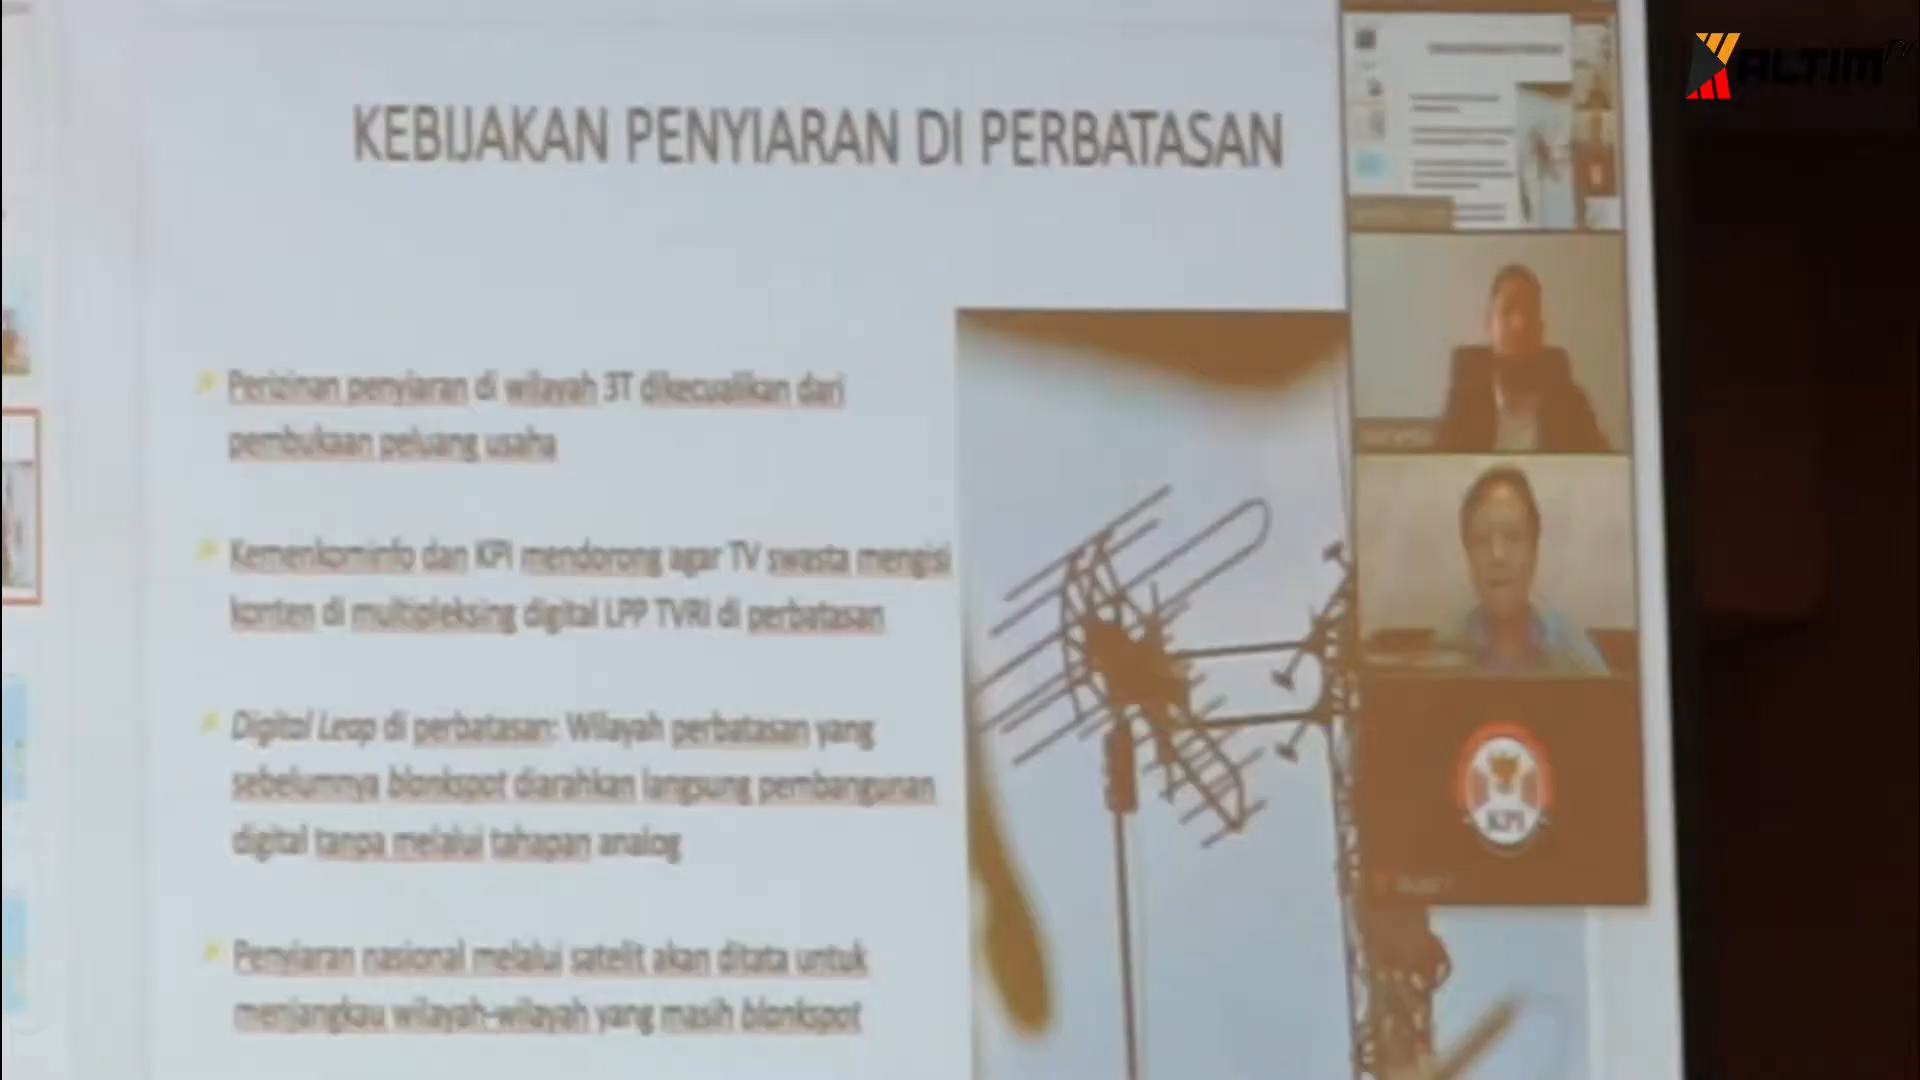 KEBIJAKAN PENYIARAN DI PERBATASAN
Perizinan penyiaran di wilayah 3T dikecualikan dari
pembukaan peluang usaha
Kemenkominfo dan KPI mendorong agar TV swasta mengisi
konten di multipleksing digital LPP TVRI di perbatasan
Digital Leap di perbatasan: Wilayah perbatasan yang
sebelumnya blankspot diarahkan langsung pembangunan
digital tanpa melalui tahapan analog
Penyiaran nasional melalui satelit akan ditata untuk
menjangkau wilayah-wilayah yang masih blankspot
KPI
KALTIM TV